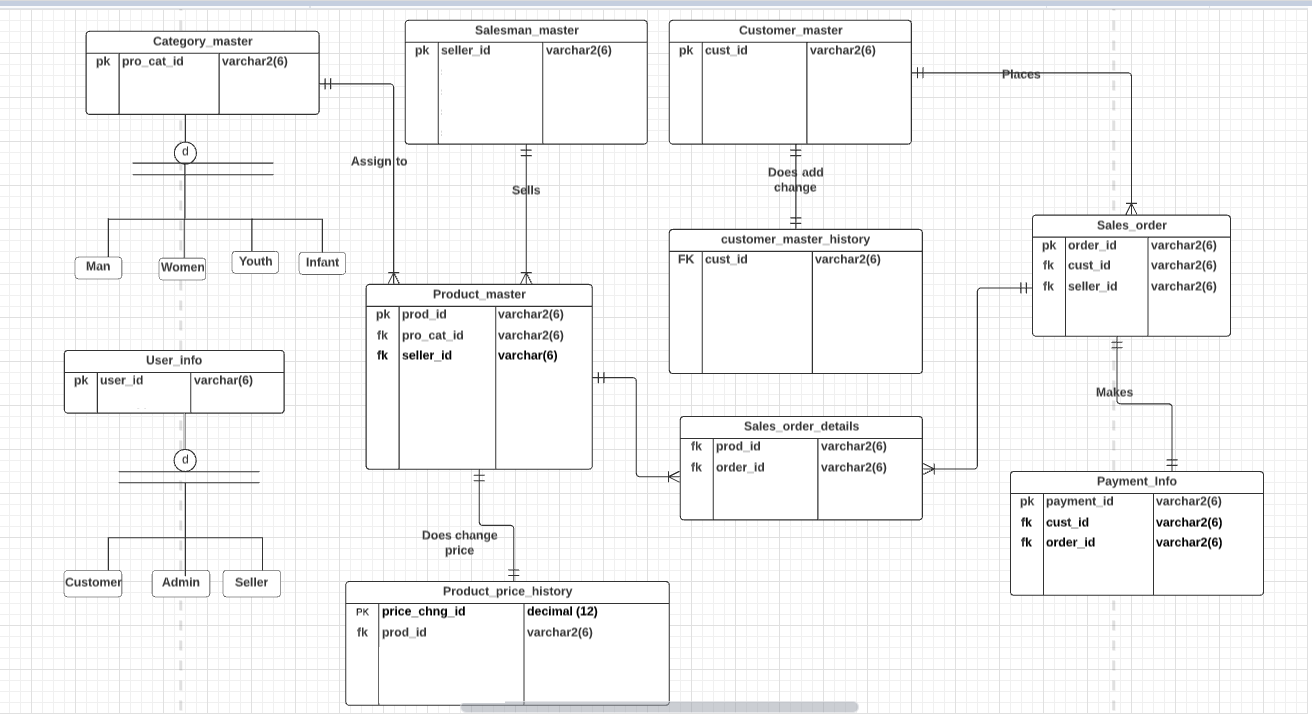 Category_master
pk pro_cat_id varchar2(6)
d
Man
Women
Youth
Infant
Assign to
Salesman_master
pk seller_id varchar2(6)
Sells
Customer_master
pk cust_id varchar2(6)
Places
Does add
change
customer_master_history
FK cust_id varchar2(6)
Sales_order
pk order_id varchar2(6)
fk cust_id varchar2(6)
fk seller_id varchar2(6)
Product_master
pk prod_id varchar2(6)
fk pro_cat_id varchar2(6)
fk seller_id varchar(6)
User_info
pk user_id varchar(6)
d
Customer
Admin
Seller
Sales_order_details
fk prod_id varchar2(6)
fk order_id varchar2(6)
Makes
Payment_Info
pk payment_id varchar2(6)
fk cust_id varchar2(6)
fk order_id varchar2(6)
Does change
price
Product_price_history
PK price_chng_id decimal (12)
fk prod_id varchar2(6)